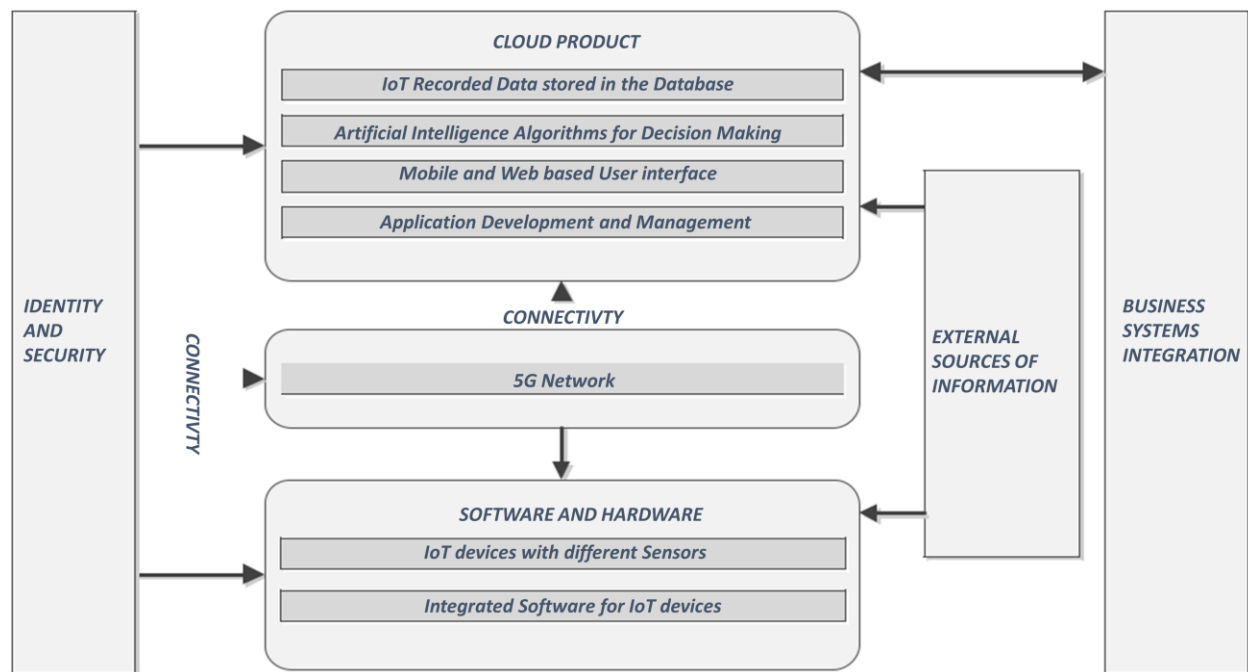 CLOUD PRODUCT
IoT Recorded Data stored in the Database
Artificial Intelligence Algorithms for Decision Making
Mobile and Web based User interface
Application Development and Management
IDENTITY
AND
SECURITY
CONNECTIVTY
CONNECTIVTY
5G Network
EXTERNAL
SOURCES OF
INFORMATION
BUSINESS
SYSTEMS
INTEGRATION
SOFTWARE AND HARDWARE
IoT devices with different Sensors
Integrated Software for IoT devices